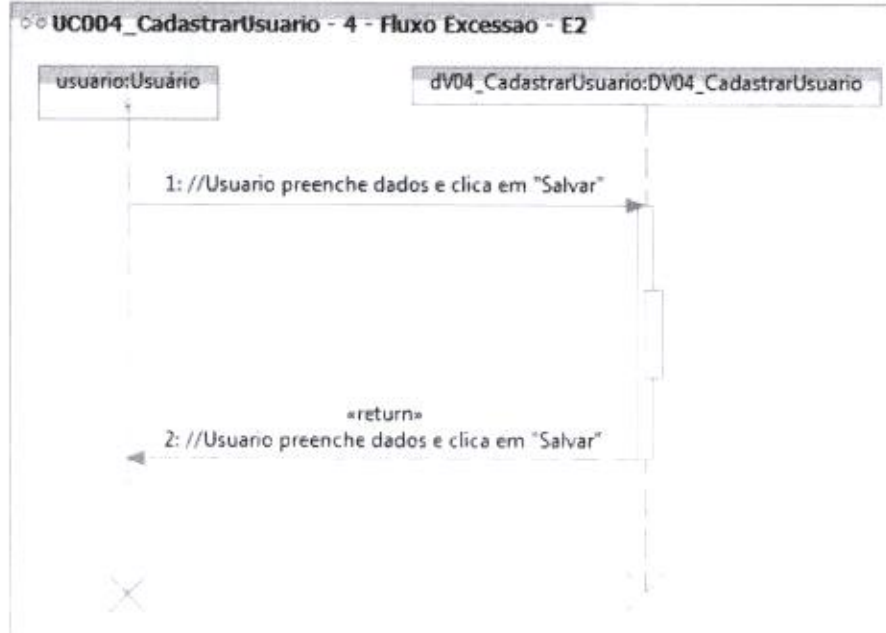 UC004_CadastrarUsuario - 4 - Fluxo Excessao - E2
usuario:Usuário
dV04_CadastrarUsuario:DV04_CadastrarUsuario
1: //Usuario preenche dados e clica em "Salvar"
«return»
2: //Usuario preenche dados e clica em "Salvar"